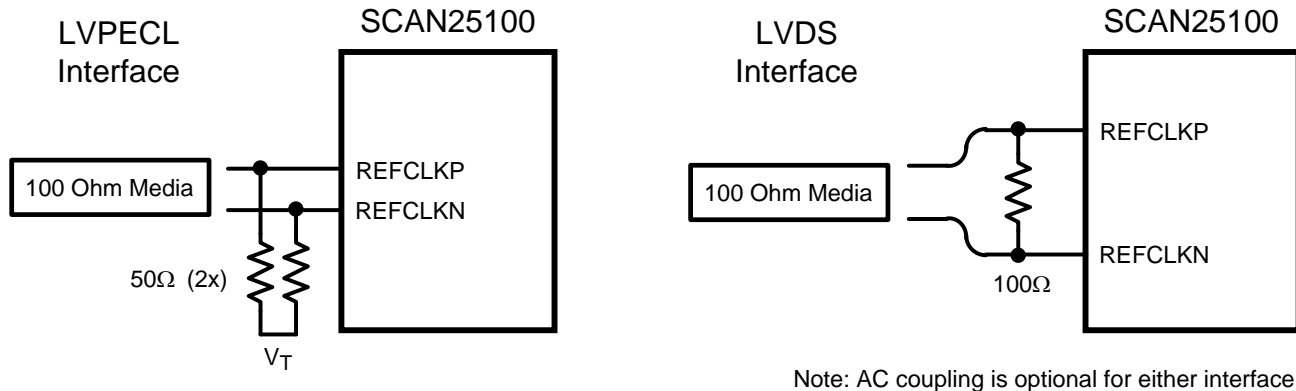 LVPECL
Interface
SCAN25100
100 Ohm Media
REFCLKP
REFCLKN
50Ω (2x)
VT
LVDS
Interface
SCAN25100
100 Ohm Media
REFCLKP
REFCLKN
100Ω
Note: AC coupling is optional for either interface